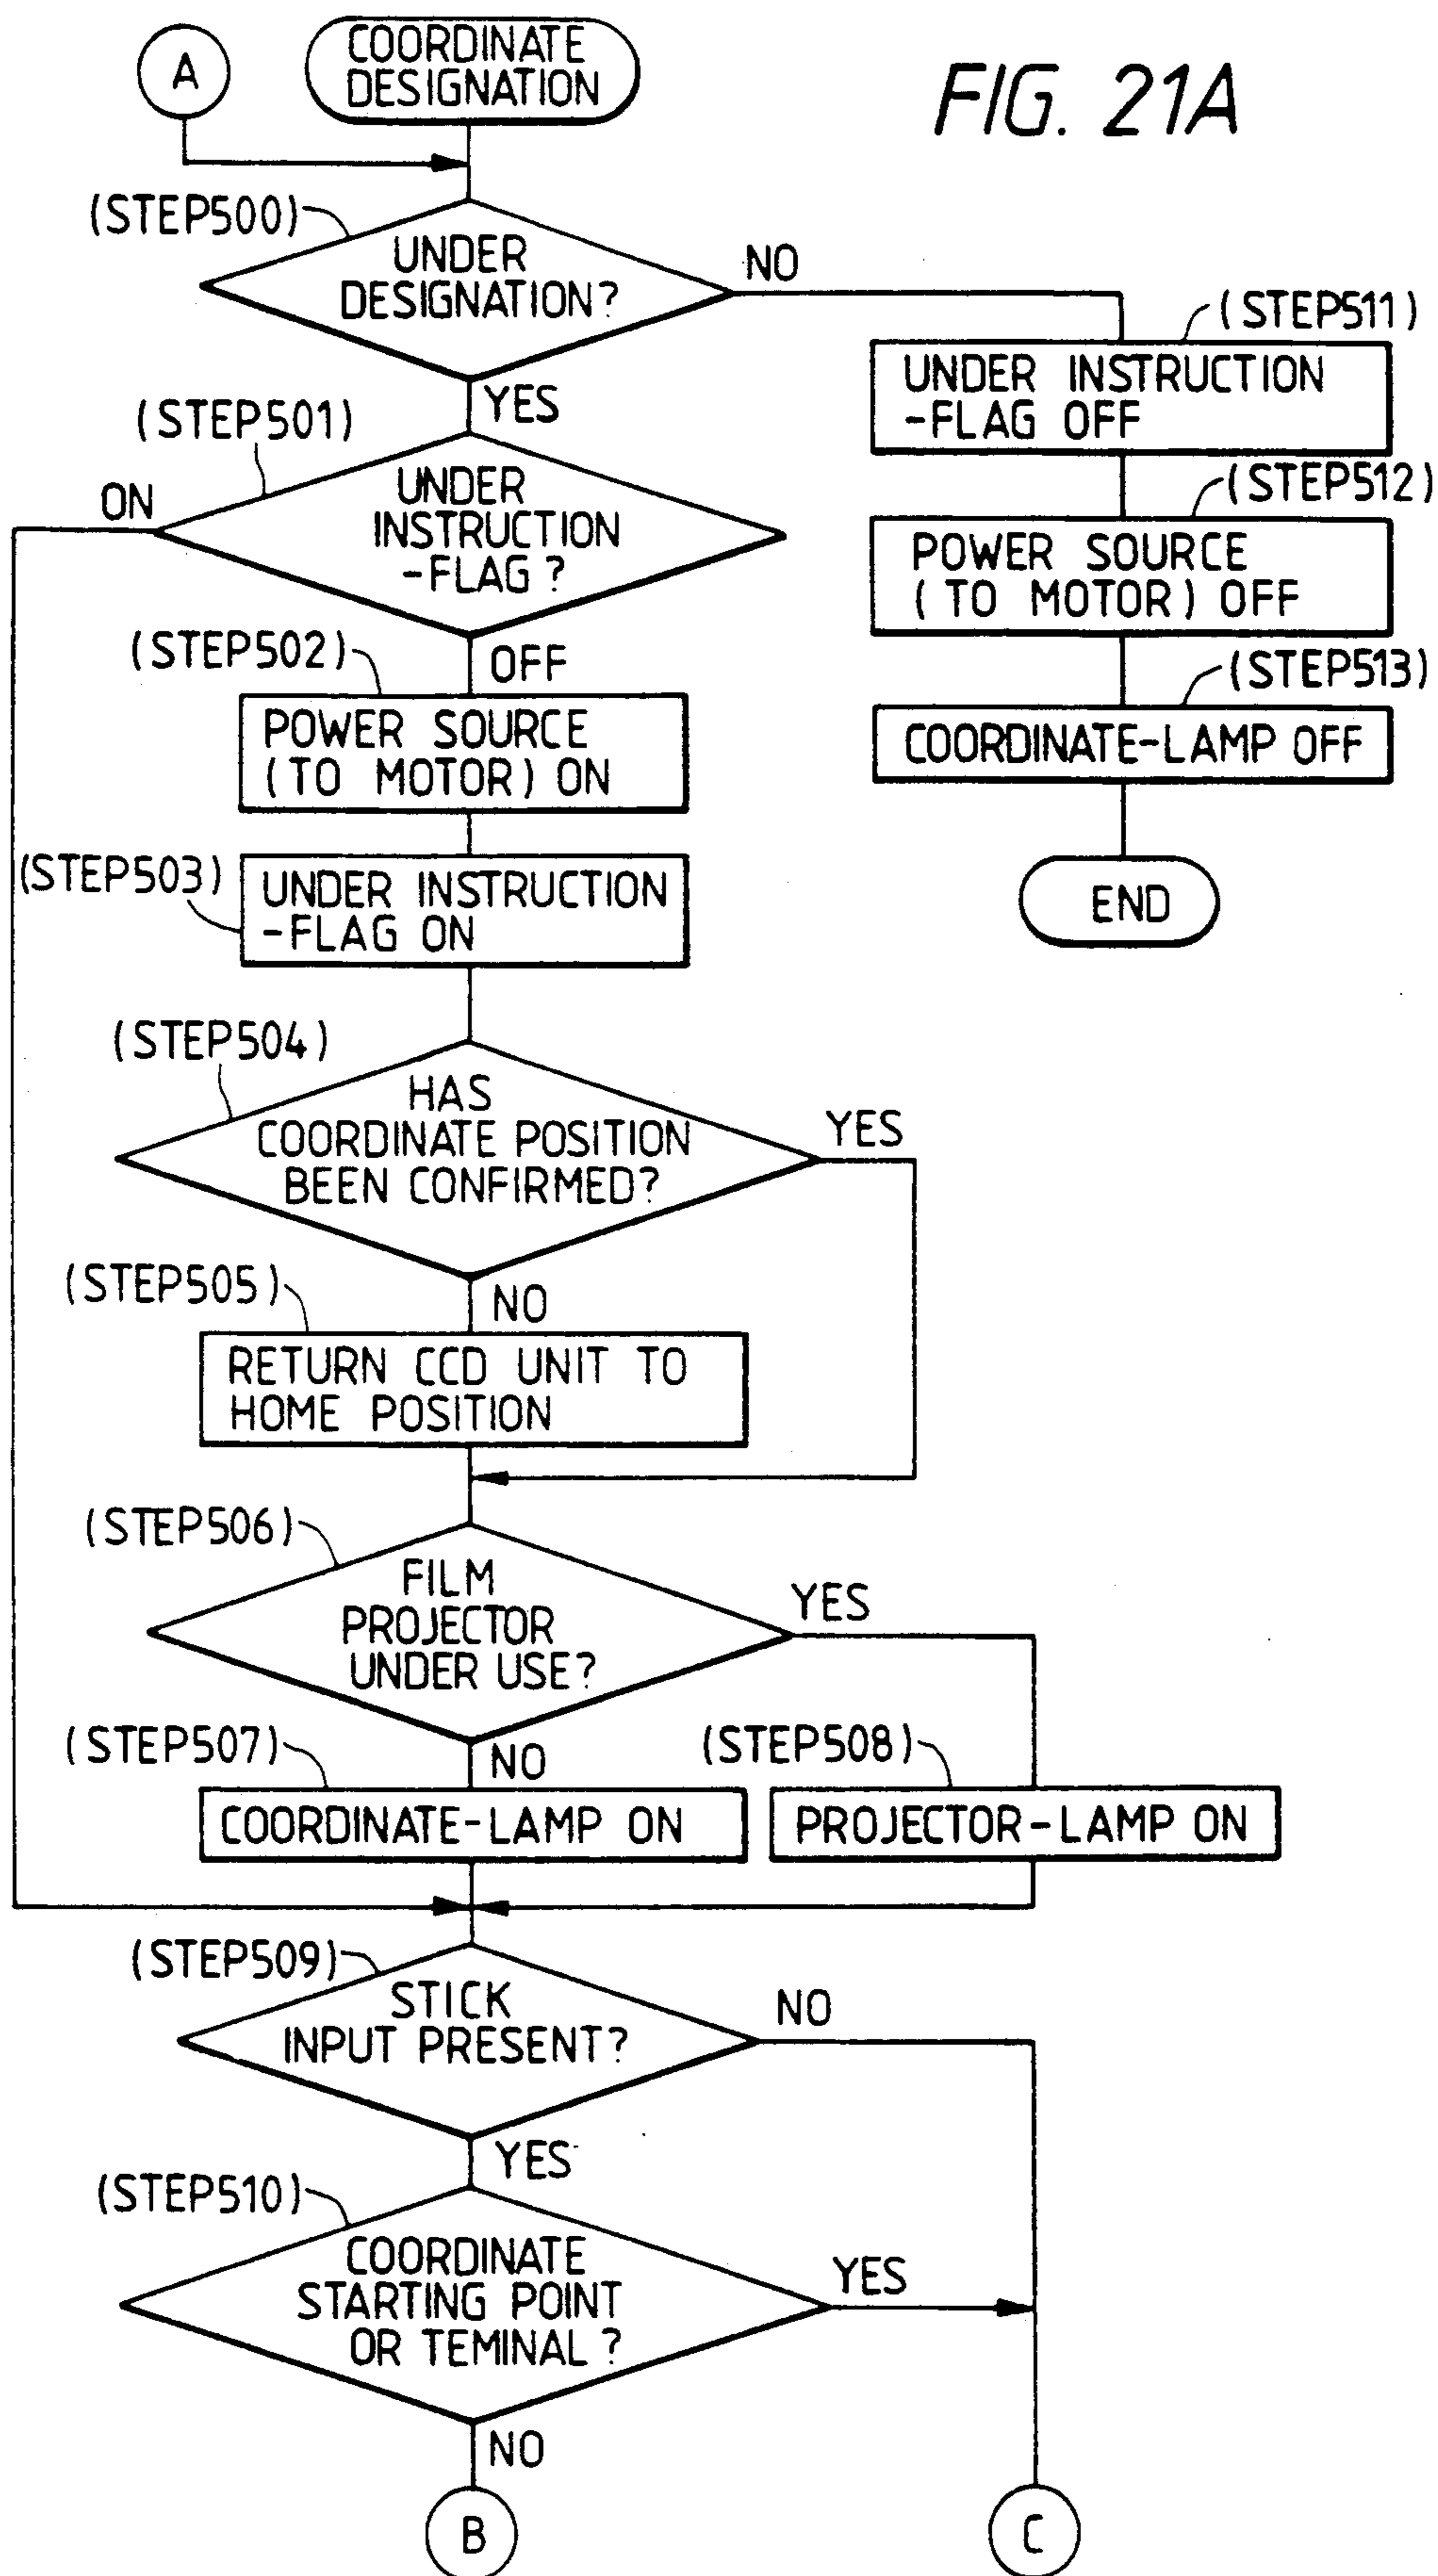 A
COORDINATE
DESIGNATION
FIG. 21A
(STEP500)
UNDER
DESIGNATION?
NO
YES
(STEP511)
UNDER INSTRUCTION
-FLAG OFF
(STEP501)
UNDER
INSTRUCTION
-FLAG?
ON
OFF
(STEP512)
POWER SOURCE
(TO MOTOR) OFF
(STEP502)
POWER SOURCE
(TO MOTOR) ON
(STEP513)
COORDINATE-LAMP OFF
END
(STEP503)
UNDER INSTRUCTION
-FLAG ON
(STEP504)
HAS
COORDINATE POSITION
BEEN CONFIRMED?
YES
NO
(STEP505)
RETURN CCD UNIT TO
HOME POSITION
(STEP506)
FILM
PROJECTOR
UNDER USE?
YES
NO
(STEP507)
COORDINATE-LAMP ON
(STEP508)
PROJECTOR-LAMP ON
(STEP509)
STICK
INPUT PRESENT?
NO
YES
(STEP510)
COORDINATE
STARTING POINT
OR TEMINAL?
YES
NO
B
C